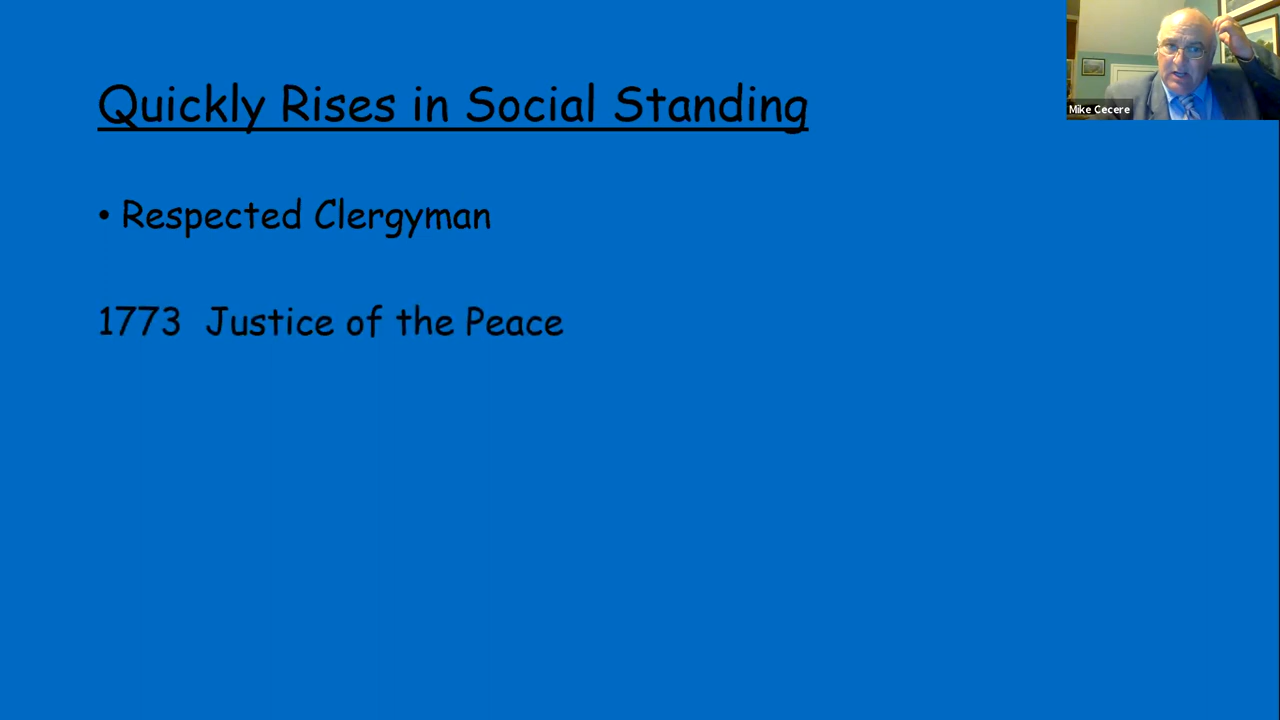 Quickly Rises in Social Standing
• Respected Clergyman
1773 Justice of the Peace
Mike Cecere